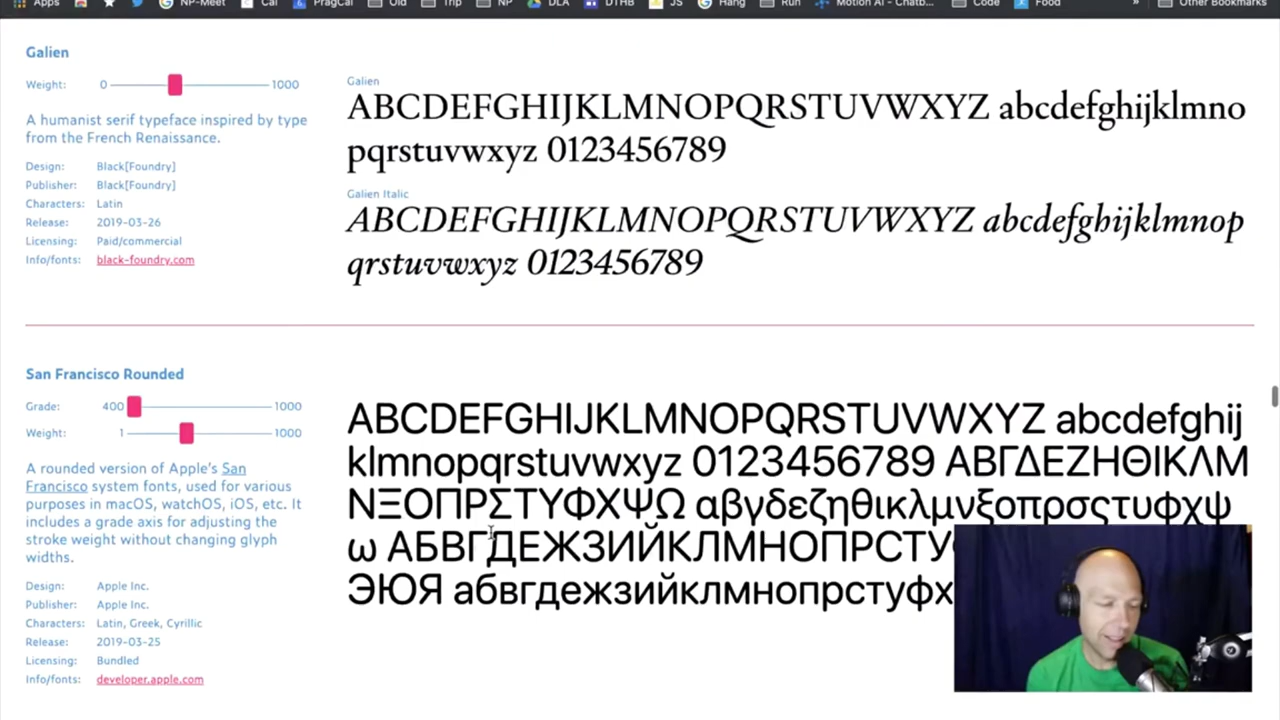 Apps
NP-Meet
Cal
PragCal
Old
Trip
NP
DLA
DTHB
JS
Hang
Run
Motion AI - Chatb...
Code
Food
»
Other Bookmarks
Galien
Weight: 0 1000
A humanist serif typeface inspired by type
from the French Renaissance.
Design: Black[Foundry]
Publisher: Black[Foundry]
Characters: Latin
Release: 2019-03-26
Licensing: Paid/commercial
Info/fonts: black-foundry.com
Galien
ABCDEFGHIJKLMNOPQRSTUVWXYZ abcdefghijklmno
pqrstuvwxyz 0123456789
Galien Italic
ABCDEFGHIJKLMNOPQRSTUVWXYZ abcdefghijklmnop
qrstuvwxyz 0123456789
San Francisco Rounded
Grade: 400 1000
Weight: 1 1000
A rounded version of Apple's San
Francisco system fonts, used for various
purposes in macOS, watchOS, iOS, etc. It
includes a grade axis for adjusting the
stroke weight without changing glyph
widths.
Design: Apple Inc.
Publisher: Apple Inc.
Characters: Latin, Greek, Cyrillic
Release: 2019-03-25
Licensing: Bundled
Info/fonts: developer.apple.com
ABCDEFGHIJKLMNOPQRSTUVWXYZ abcdefghij
klmnopqrstuvwxyz 0123456789 ΑΒΓΔΕΖΗΘΙΚΛΜ
ΝΞΟΠΡΣΤΥΦΧΨΩ αβγδεζηθικλμνξοπρσςτυφχψ
ω АБВГДЕЖЗИЙКЛМНОПРСТУ
ЭЮЯ абвгдежзийклмнопрстуфх